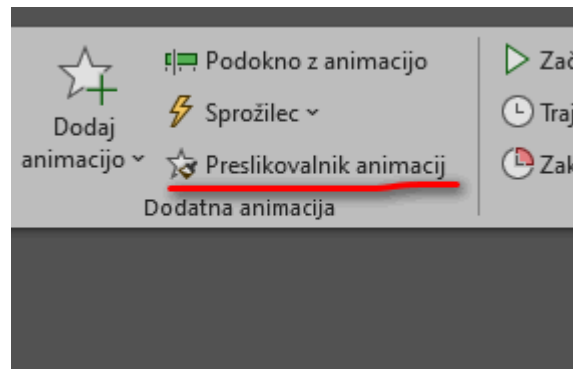 Podokno z animacijo
Sprožilec
Preslikovalnik animacij
Dodaj
animacijo
Dodatna animacija